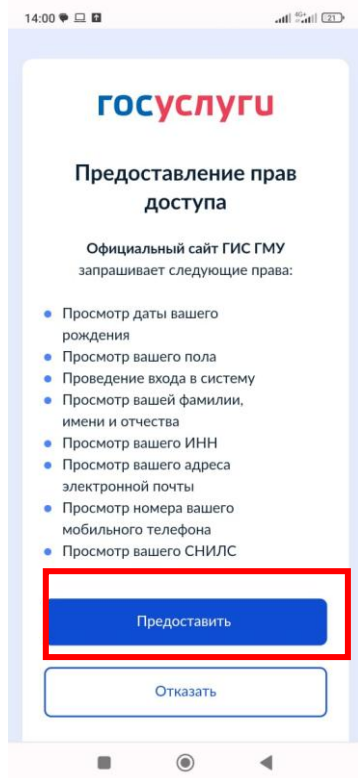 14:00
4G+
21
госуслуги
Предоставление прав
доступа
Официальный сайт ГИС ГМУ
запрашивает следующие права:
Просмотр даты вашего
рождения
Просмотр вашего пола
Проведение входа в систему
Просмотр вашей фамилии,
имени и отчества
Просмотр вашего ИНН
Просмотр вашего адреса
электронной почты
Просмотр номера вашего
мобильного телефона
Просмотр вашего СНИЛС
Предоставить
Отказать